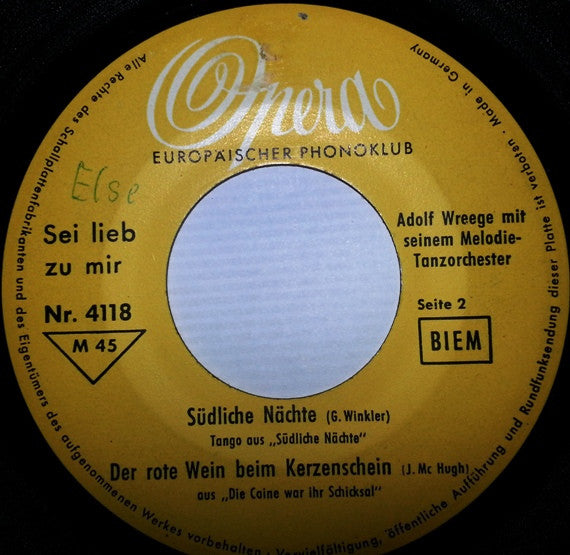 Opera
EUROPÄISCHER PHONOKLUB
Else
Sei lieb
zu mir
Nr. 4118
M 45
Adolf Wreege mit
seinem Melodie-
Tanzorchester
Seite 2
BIEM
Südliche Nächte (G. Winkler)
Tango aus „Südliche Nächte"
Der rote Wein beim Kerzenschein (J. Mc Hugh)
aus „Die Caine war ihr Schicksal"
Alle Rechte des Schallplattenfabrikanten und des Eigentümers des aufgenommenen Werkes vorbehalten · Vervielfältigung, öffentliche Aufführung und Rundfunksendung dieser Platte ist verboten · Made in Germany